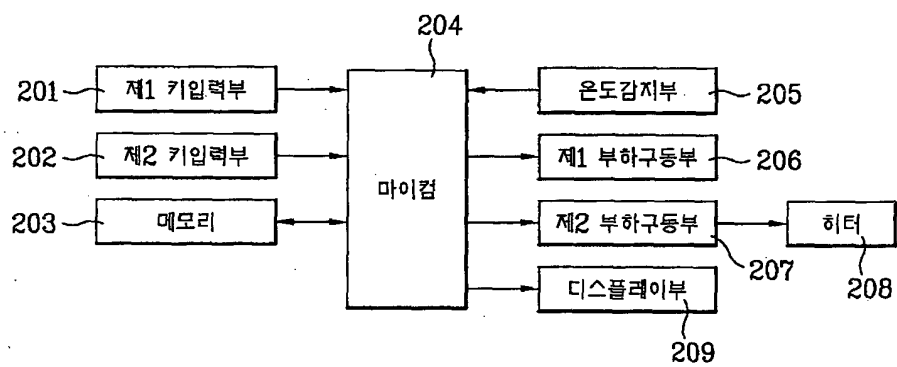 204
201
제1 키입력부
온도감지부
205
202
제2 키입력부
제1 부하구동부
206
마이컴
203
메모리
제2 부하구동부
히터
207
208
디스플레이부
209